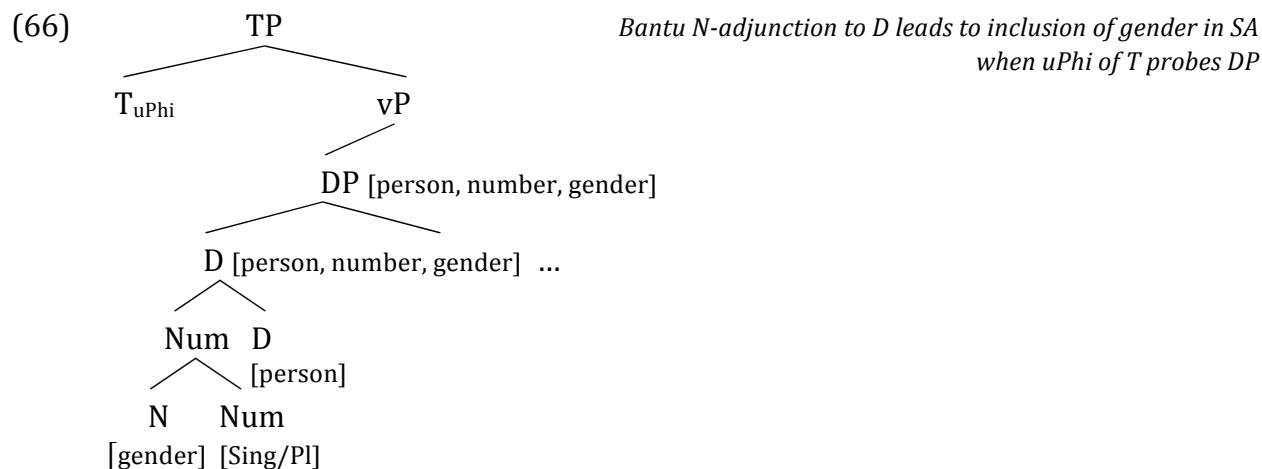 (66) TP Bantu N-adjunction to D leads to inclusion of gender in SA
when uPhi of T probes DP
TuPhi vP
DP [person, number, gender]
D [person, number, gender] ...
Num D
[person]
N Num
[gender] [Sing/Pl]